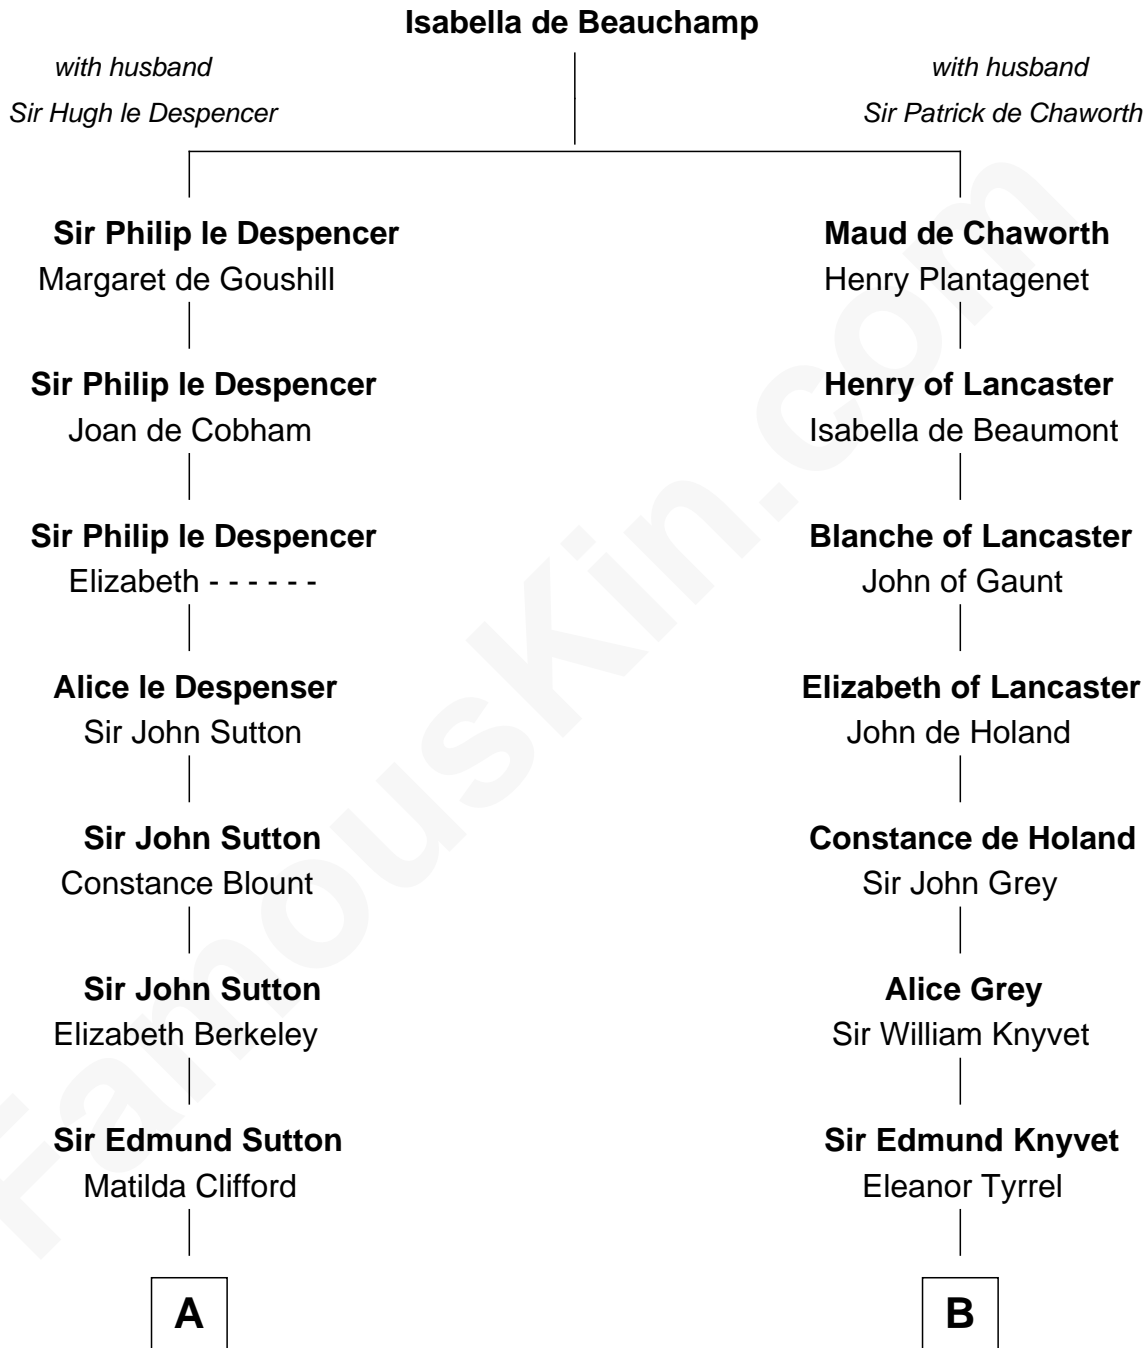 Isabella de Beauchamp
with husband
Sir Hugh le Despencer
with husband
Sir Patrick de Chaworth
Sir Philip le Despencer
Margaret de Goushill
Maud de Chaworth
Henry Plantagenet
Sir Philip le Despencer
Joan de Cobham
Henry of Lancaster
Isabella de Beaumont
Sir Philip le Despencer
Elizabeth - - - - - -
Blanche of Lancaster
John of Gaunt
Alice le Despenser
Sir John Sutton
Elizabeth of Lancaster
John de Holand
Sir John Sutton
Constance Blount
Constance de Holand
Sir John Grey
Sir John Sutton
Elizabeth Berkeley
Alice Grey
Sir William Knyvet
Sir Edmund Sutton
Matilda Clifford
Sir Edmund Knyvet
Eleanor Tyrrel
A
B
FamousKin.com